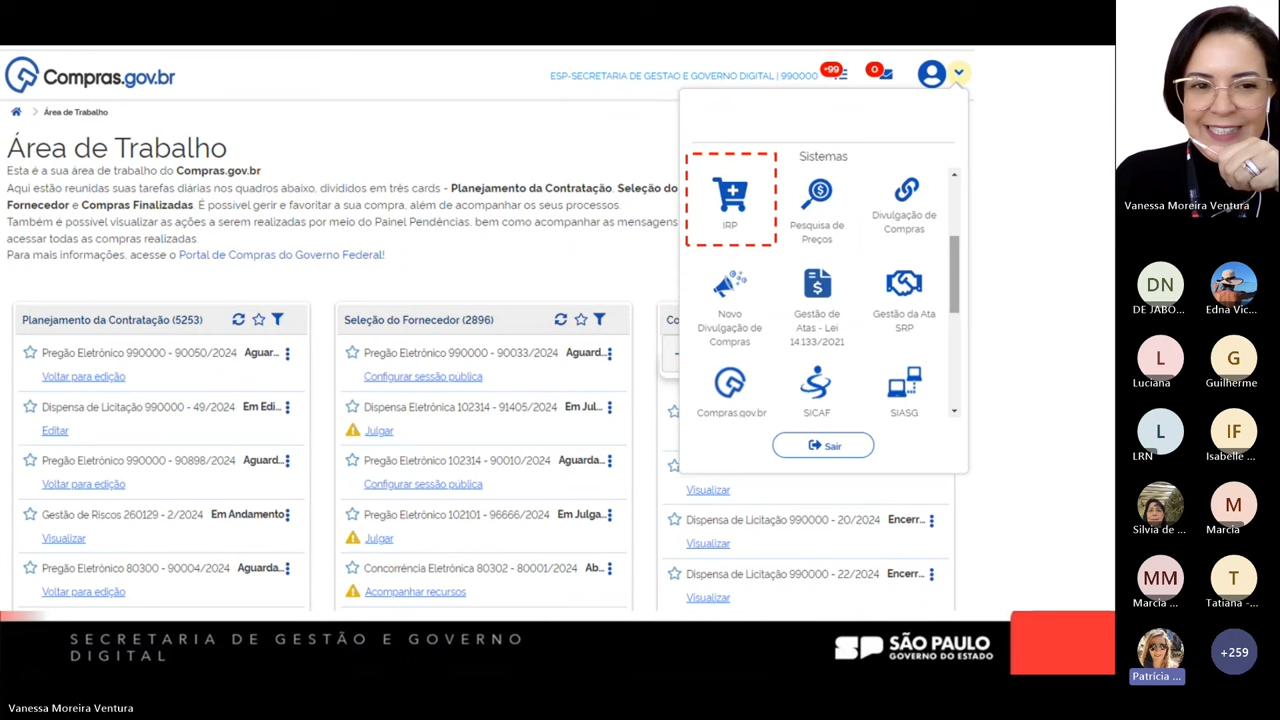 Compras.gov.br
ESP-SECRETARIA DE GESTAO E GOVERNO DIGITAL | 990000
+99
0
Área de Trabalho
Área de Trabalho
Esta é a sua área de trabalho do Compras.gov.br
Aqui estão reunidas suas tarefas diárias nos quadros abaixo, divididos em três cards - Planejamento da Contratação, Seleção do
Fornecedor e Compras Finalizadas. É possível gerir e favoritar a sua compra, além de acompanhar os seus processos.
Também é possível visualizar as ações a serem realizadas por meio do Painel Pendências, bem como acompanhar as mensagens
acessar todas as compras realizadas.
Para mais informações, acesse o Portal de Compras do Governo Federal!
Sistemas
IRP
Pesquisa de
Preços
Divulgação de
Compras
Novo
Divulgação de
Compras
Gestão de
Atas - Lei
14.133/2021
Gestão da Ata
SRP
Compras.gov.br
SICAF
SIASG
Sair
Planejamento da Contratação (5253)
Pregão Eletrônico 990000 - 90050/2024 Aguar...
Voltar para edição
Dispensa de Licitação 990000 - 49/2024 Em Edi...
Editar
Pregão Eletrônico 990000 - 90898/2024 Aguard...
Voltar para edição
Gestão de Riscos 260129 - 2/2024 Em Andamento
Visualizar
Pregão Eletrônico 80300 - 90004/2024 Aguarda...
Voltar para edição
Seleção do Fornecedor (2896)
Pregão Eletrônico 990000 - 90033/2024 Aguard...
Configurar sessão pública
Dispensa Eletrônica 102314 - 91405/2024 Em Jul...
Julgar
Pregão Eletrônico 102314 - 90010/2024 Aguarda...
Configurar sessão pública
Pregão Eletrônico 102101 - 96666/2024 Em Julga...
Julgar
Concorrência Eletrônica 80302 - 80001/2024 Ab...
Acompanhar recursos
Co
Visualizar
Dispensa de Licitação 990000 - 20/2024 Encerr...
Visualizar
Dispensa de Licitação 990000 - 22/2024 Encerr...
Visualizar
SECRETARIA DE GESTÃO E GOVERNO
DIGITAL
SP SÃO PAULO
GOVERNO DO ESTADO
Vanessa Moreira Ventura
Vanessa Moreira Ventura
DN
DE JABO...
Edna Vic...
L
Luciana
G
Guilherme
L
LRN
IF
Isabelle ...
Silvia de ...
M
Marcia
MM
Marcia ...
T
Tatiana -...
Patrícia ...
+259